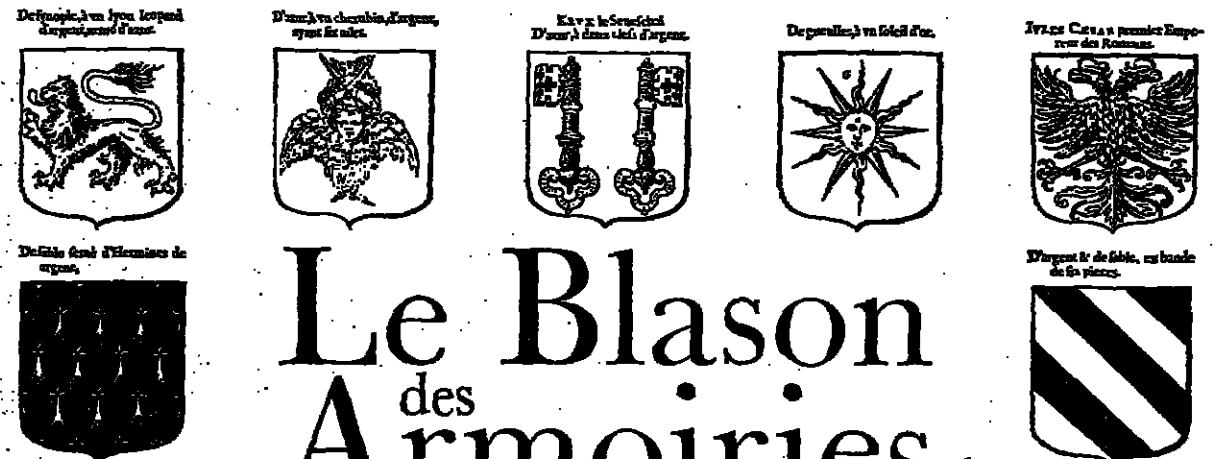 De sinople, à vn lyon leopard
d'argent, armé d'azur.
D'azur, à vn cherubin, d'argent,
ayant six ailes.
le Seneschal
D'azur, à deux clefs d'argent.
De gueulles, à vn soleil d'or.
IVLES CESAR premier Empe-
reur des Romains.
De sable semé d'Hermines de
argent,
D'argent & de sable, en bande
de six pieces.
Le Blason
des
Armoiries